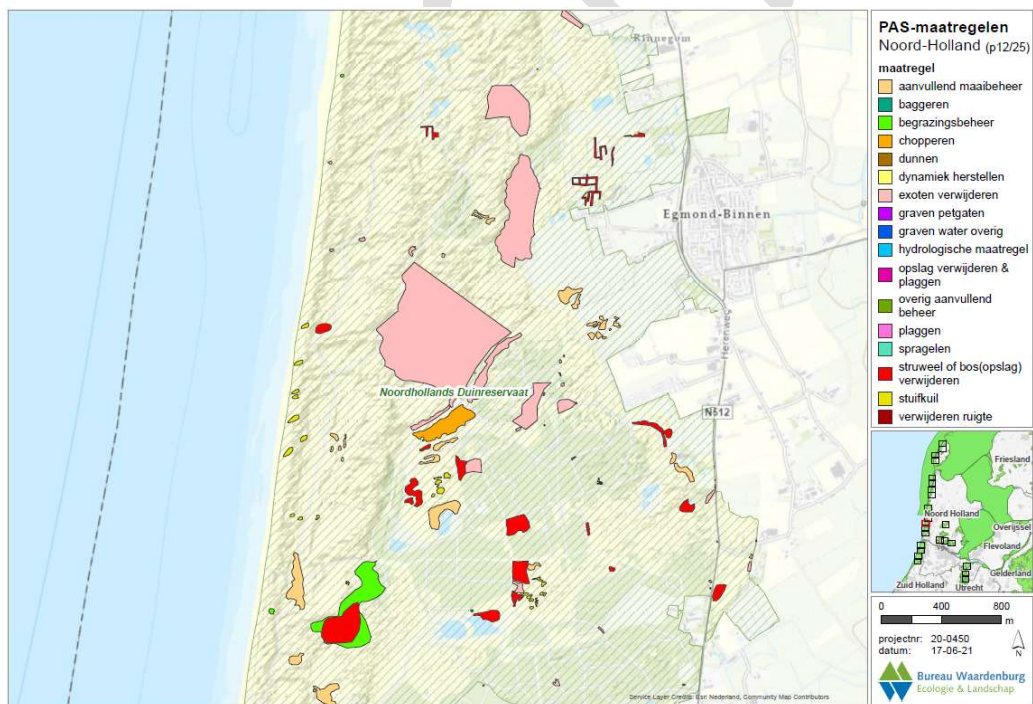 Rinnegom
Egmond-Binnen
Herenweg
Noordhollands Duinreservaat
N512
Service Layer Credits: Esri Nederland, Community Map Contributors
PAS-maatregelen
Noord-Holland (p12/25)
maatregel
aanvullend maaibeheer
baggeren
begrazingsbeheer
chopperen
dunnen
dynamiek herstellen
exoten verwijderen
graven petgaten
graven water overig
hydrologische maatregel
opslag verwijderen &
plaggen
overig aanvullend
beheer
plaggen
spragelen
struweel of bos(opslag)
verwijderen
stuifkuil
verwijderen ruigte
Friesland
Noord Holland
Overijssel
Flevoland
Gelderland
Zuid Holland
Utrecht
0 400 800
m
projectnr: 20-0450
datum: 17-06-21
N
Bureau Waardenburg
Ecologie & Landschap